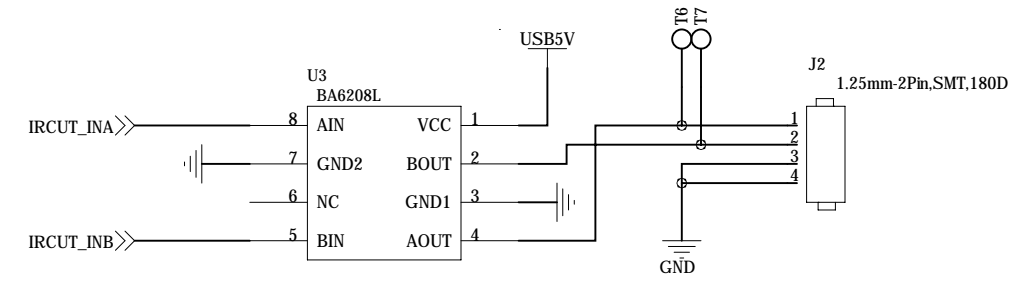 T6
T7
USB5V
J2
1.25mm-2Pin,SMT,180D
U3
BA6208L
IRCUT_INA
8 AIN VCC 1
7 GND2 BOUT 2
6 NC GND1 3
IRCUT_INB
5 BIN AOUT 4
1
2
3
4
GND